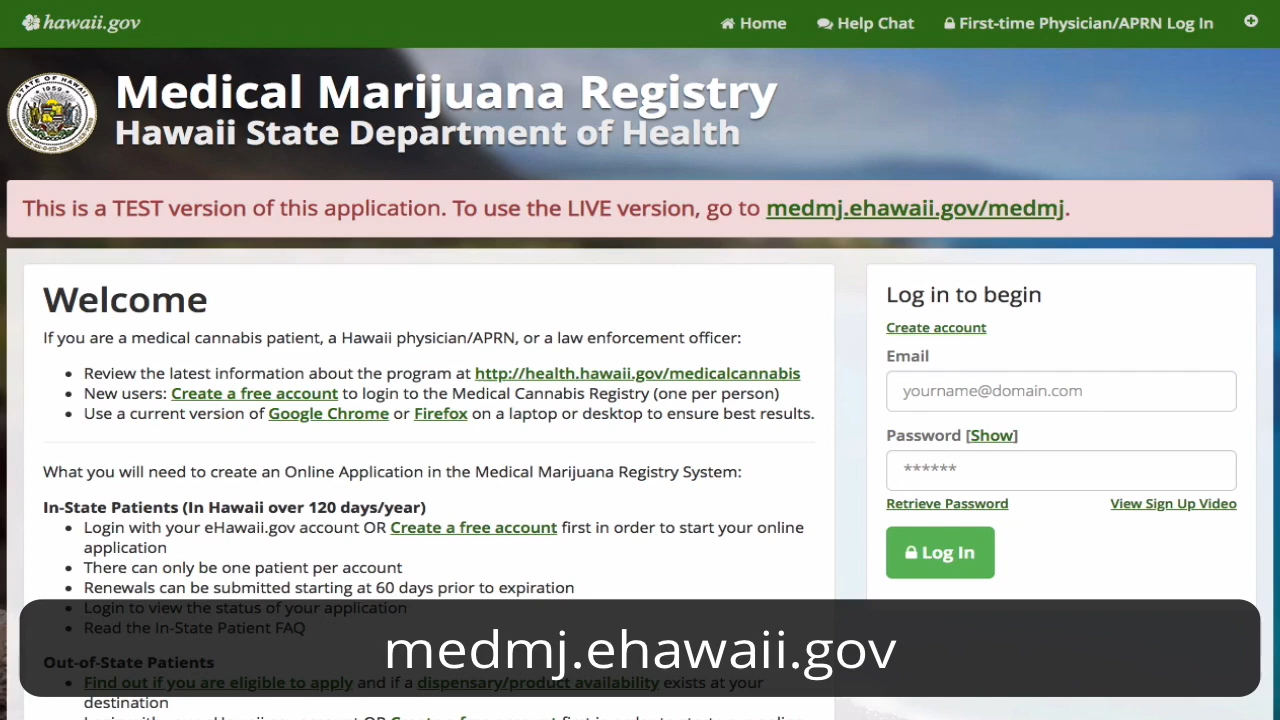 hawaii.gov
Home
Help Chat
First-time Physician/APRN Log In
Medical Marijuana Registry
Hawaii State Department of Health
This is a TEST version of this application. To use the LIVE version, go to medmj.ehawaii.gov/medmj.
Welcome
If you are a medical cannabis patient, a Hawaii physician/APRN, or a law enforcement officer:
Review the latest information about the program at http://health.hawaii.gov/medicalcannabis
New users: Create a free account to login to the Medical Cannabis Registry (one per person)
Use a current version of Google Chrome or Firefox on a laptop or desktop to ensure best results.
What you will need to create an Online Application in the Medical Marijuana Registry System:
In-State Patients (In Hawaii over 120 days/year)
Login with your eHawaii.gov account OR Create a free account first in order to start your online
application
There can only be one patient per account
Renewals can be submitted starting at 60 days prior to expiration
Login to view the status of your application
Read the In-State Patient FAQ
Out-of-State Patients
Find out if you are eligible to apply and if a dispensary/product availability exists at your
destination
Log in to begin
Create account
Email
yourname@domain.com
Password [Show]
******
Retrieve Password
View Sign Up Video
Log In
medmj.ehawaii.gov